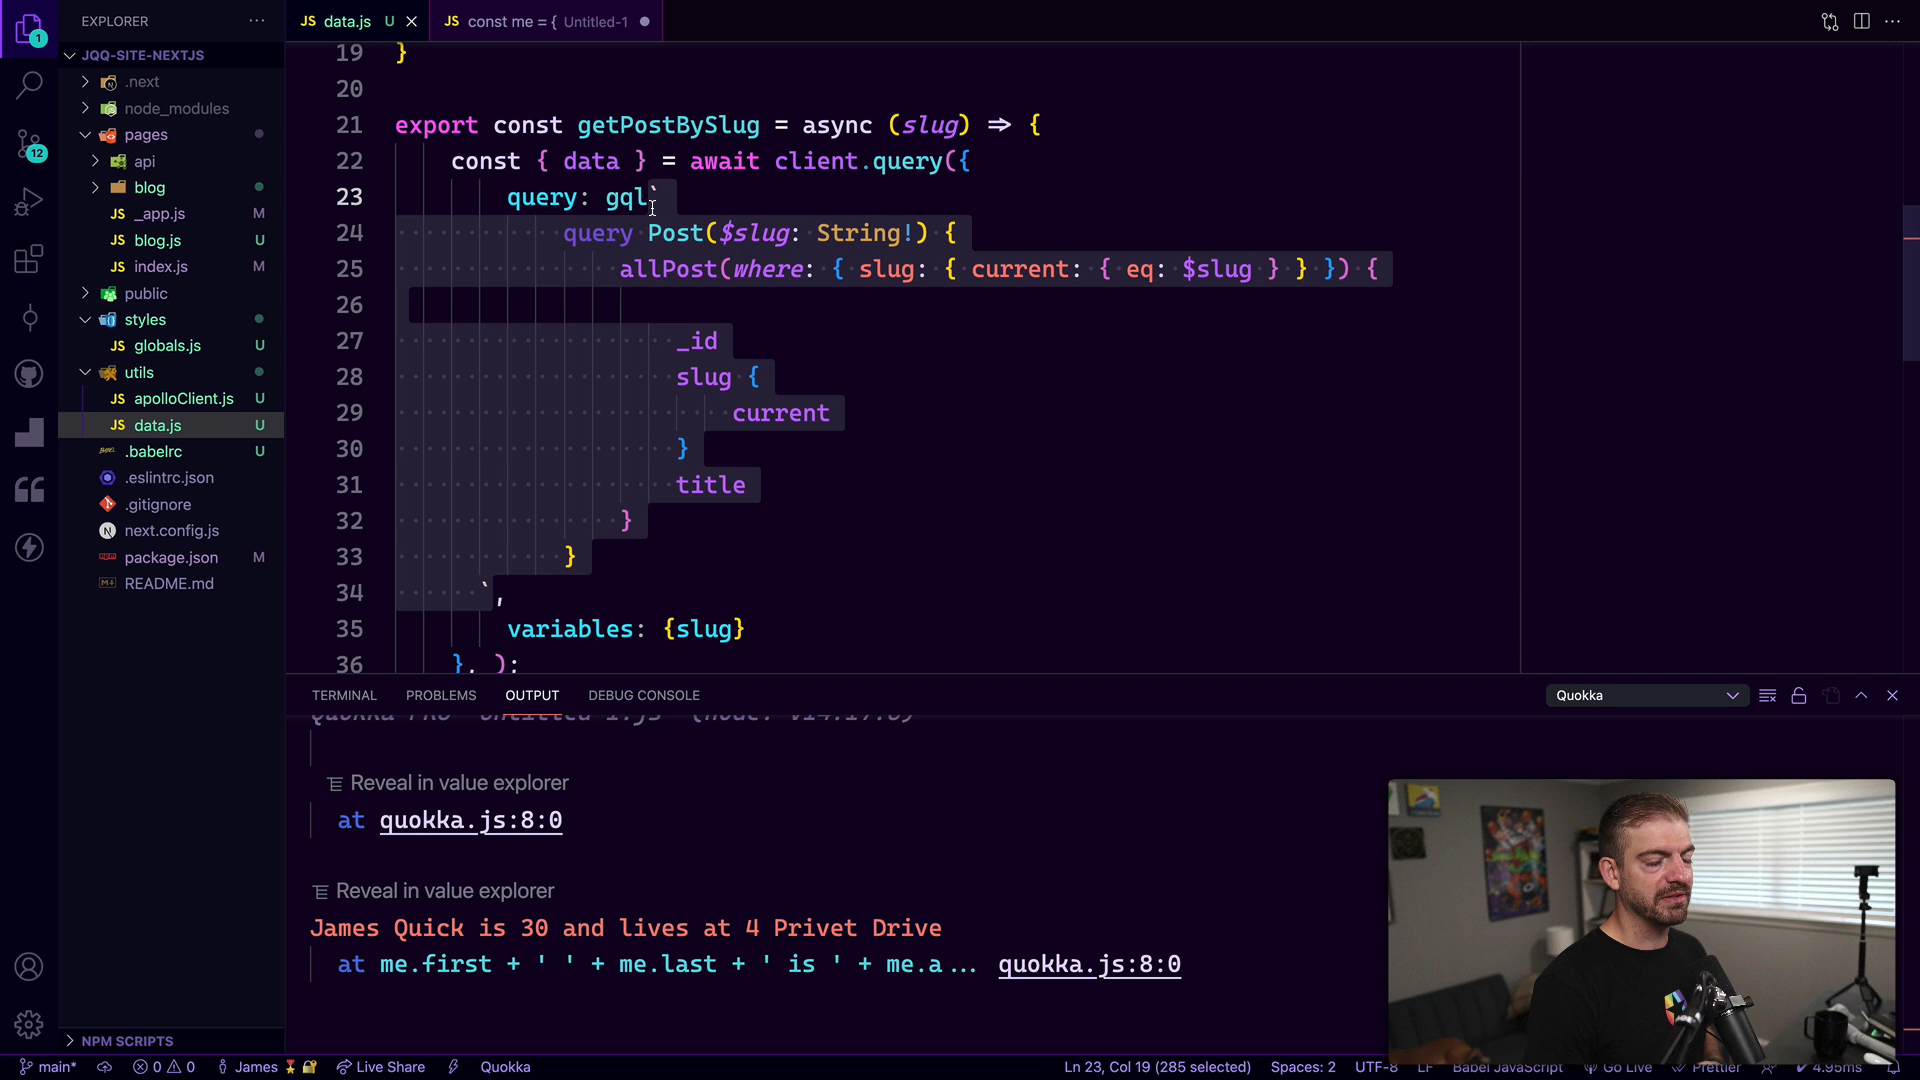 EXPLORER
JQQ-SITE-NEXTJS
.next
node_modules
pages
api
blog
_app.js M
blog.js U
index.js M
public
styles
globals.js U
utils
apolloClient.js U
data.js U
.babelrc U
.eslintrc.json
.gitignore
next.config.js
package.json M
README.md
NPM SCRIPTS
1
12
JS data.js U
JS const me = { Untitled-1
19 }
20
21 export const getPostBySlug = async (slug) => {
22 const { data } = await client.query({
23 query: gql`
24 query Post($slug: String!) {
25 allPost(where: { slug: { current: { eq: $slug } } }) {
26
27 _id
28 slug {
29 current
30 }
31 title
32 }
33 }
34 `,
35 variables: {slug}
36 }, );
TERMINAL PROBLEMS OUTPUT DEBUG CONSOLE Quokka
Reveal in value explorer
at quokka.js:8:0
Reveal in value explorer
James Quick is 30 and lives at 4 Privet Drive
at me.first + ' ' + me.last + ' is ' + me.a... quokka.js:8:0
main* 0 0 James Live Share Quokka Ln 23, Col 19 (285 selected) Spaces: 2 UTF-8 LF Babel JavaScript Go Live Prettier 4.95ms